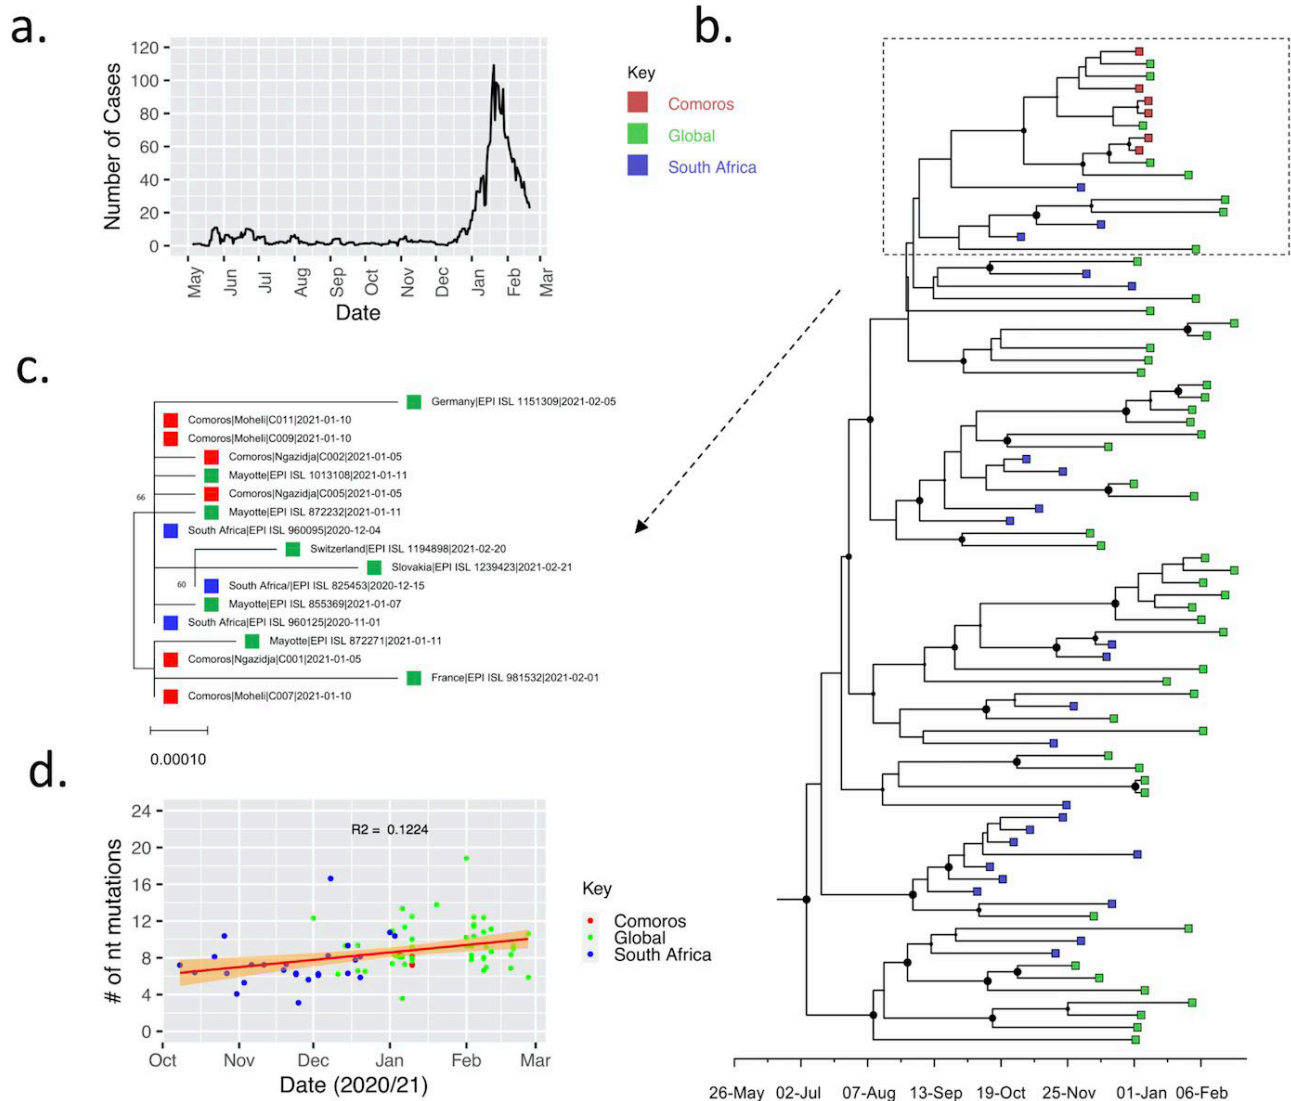 a.
120
100
80
60
40
20
0
Number of Cases
May
Jun
Jul
Aug
Sep
Oct
Nov
Dec
Jan
Feb
Mar
Date
b.
Key
Comoros
Global
South Africa
26-May
02-Jul
07-Aug
13-Sep
19-Oct
25-Nov
01-Jan
06-Feb
c.
Germany|EPI ISL 1151309|2021-02-05
Comoros|Moheli|C011|2021-01-10
Comoros|Moheli|C009|2021-01-10
Comoros|Ngazidja|C002|2021-01-05
Mayotte|EPI ISL 1013108|2021-01-11
Comoros|Ngazidja|C005|2021-01-05
66
Mayotte|EPI ISL 872232|2021-01-11
South Africa|EPI ISL 960095|2020-12-04
Switzerland|EPI ISL 1194898|2021-02-20
Slovakia|EPI ISL 1239423|2021-02-21
60
South Africa/|EPI ISL 825453|2020-12-15
Mayotte|EPI ISL 855369|2021-01-07
South Africa|EPI ISL 960125|2020-11-01
Mayotte|EPI ISL 872271|2021-01-11
Comoros|Ngazidja|C001|2021-01-05
France|EPI ISL 981532|2021-02-01
Comoros|Moheli|C007|2021-01-10
0.00010
d.
24
20
16
12
8
4
0
# of nt mutations
R2 = 0.1224
Oct
Nov
Dec
Jan
Feb
Mar
Date (2020/21)
Key
Comoros
Global
South Africa